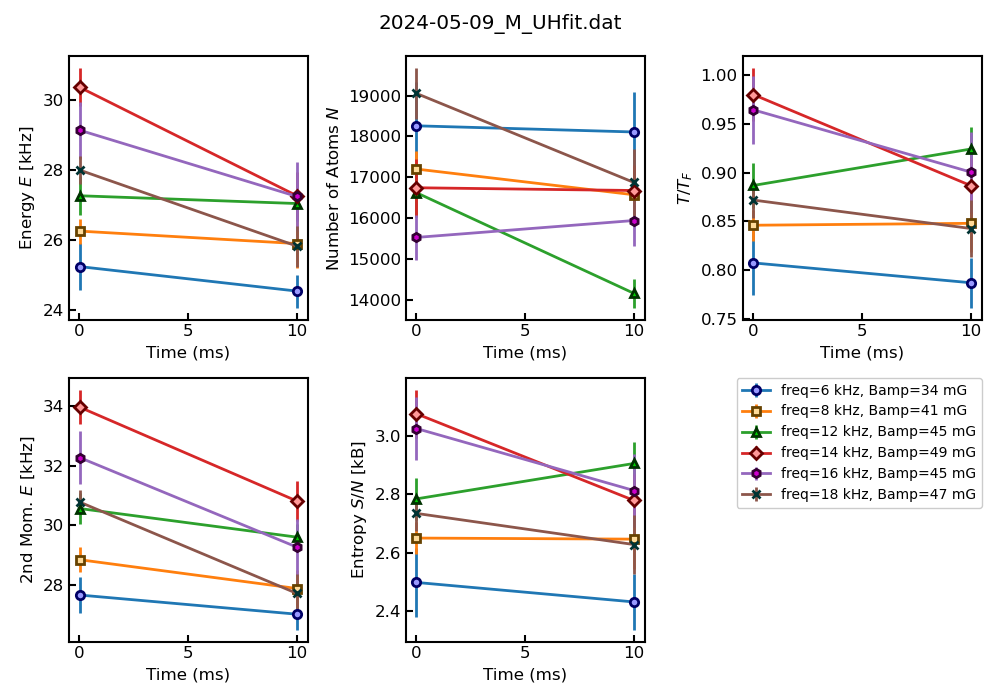 2024-05-09_M_UHfit.dat
Energy E [kHz]
30
28
26
24
0 5 10
Time (ms)
Number of Atoms N
19000
18000
17000
16000
15000
14000
0 5 10
Time (ms)
T/T_F
1.00
0.95
0.90
0.85
0.80
0.75
0 5 10
Time (ms)
2nd Mom. E [kHz]
34
32
30
28
0 5 10
Time (ms)
Entropy S/N [kB]
3.0
2.8
2.6
2.4
0 5 10
Time (ms)
freq=6 kHz, Bamp=34 mG
freq=8 kHz, Bamp=41 mG
freq=12 kHz, Bamp=45 mG
freq=14 kHz, Bamp=49 mG
freq=16 kHz, Bamp=45 mG
freq=18 kHz, Bamp=47 mG